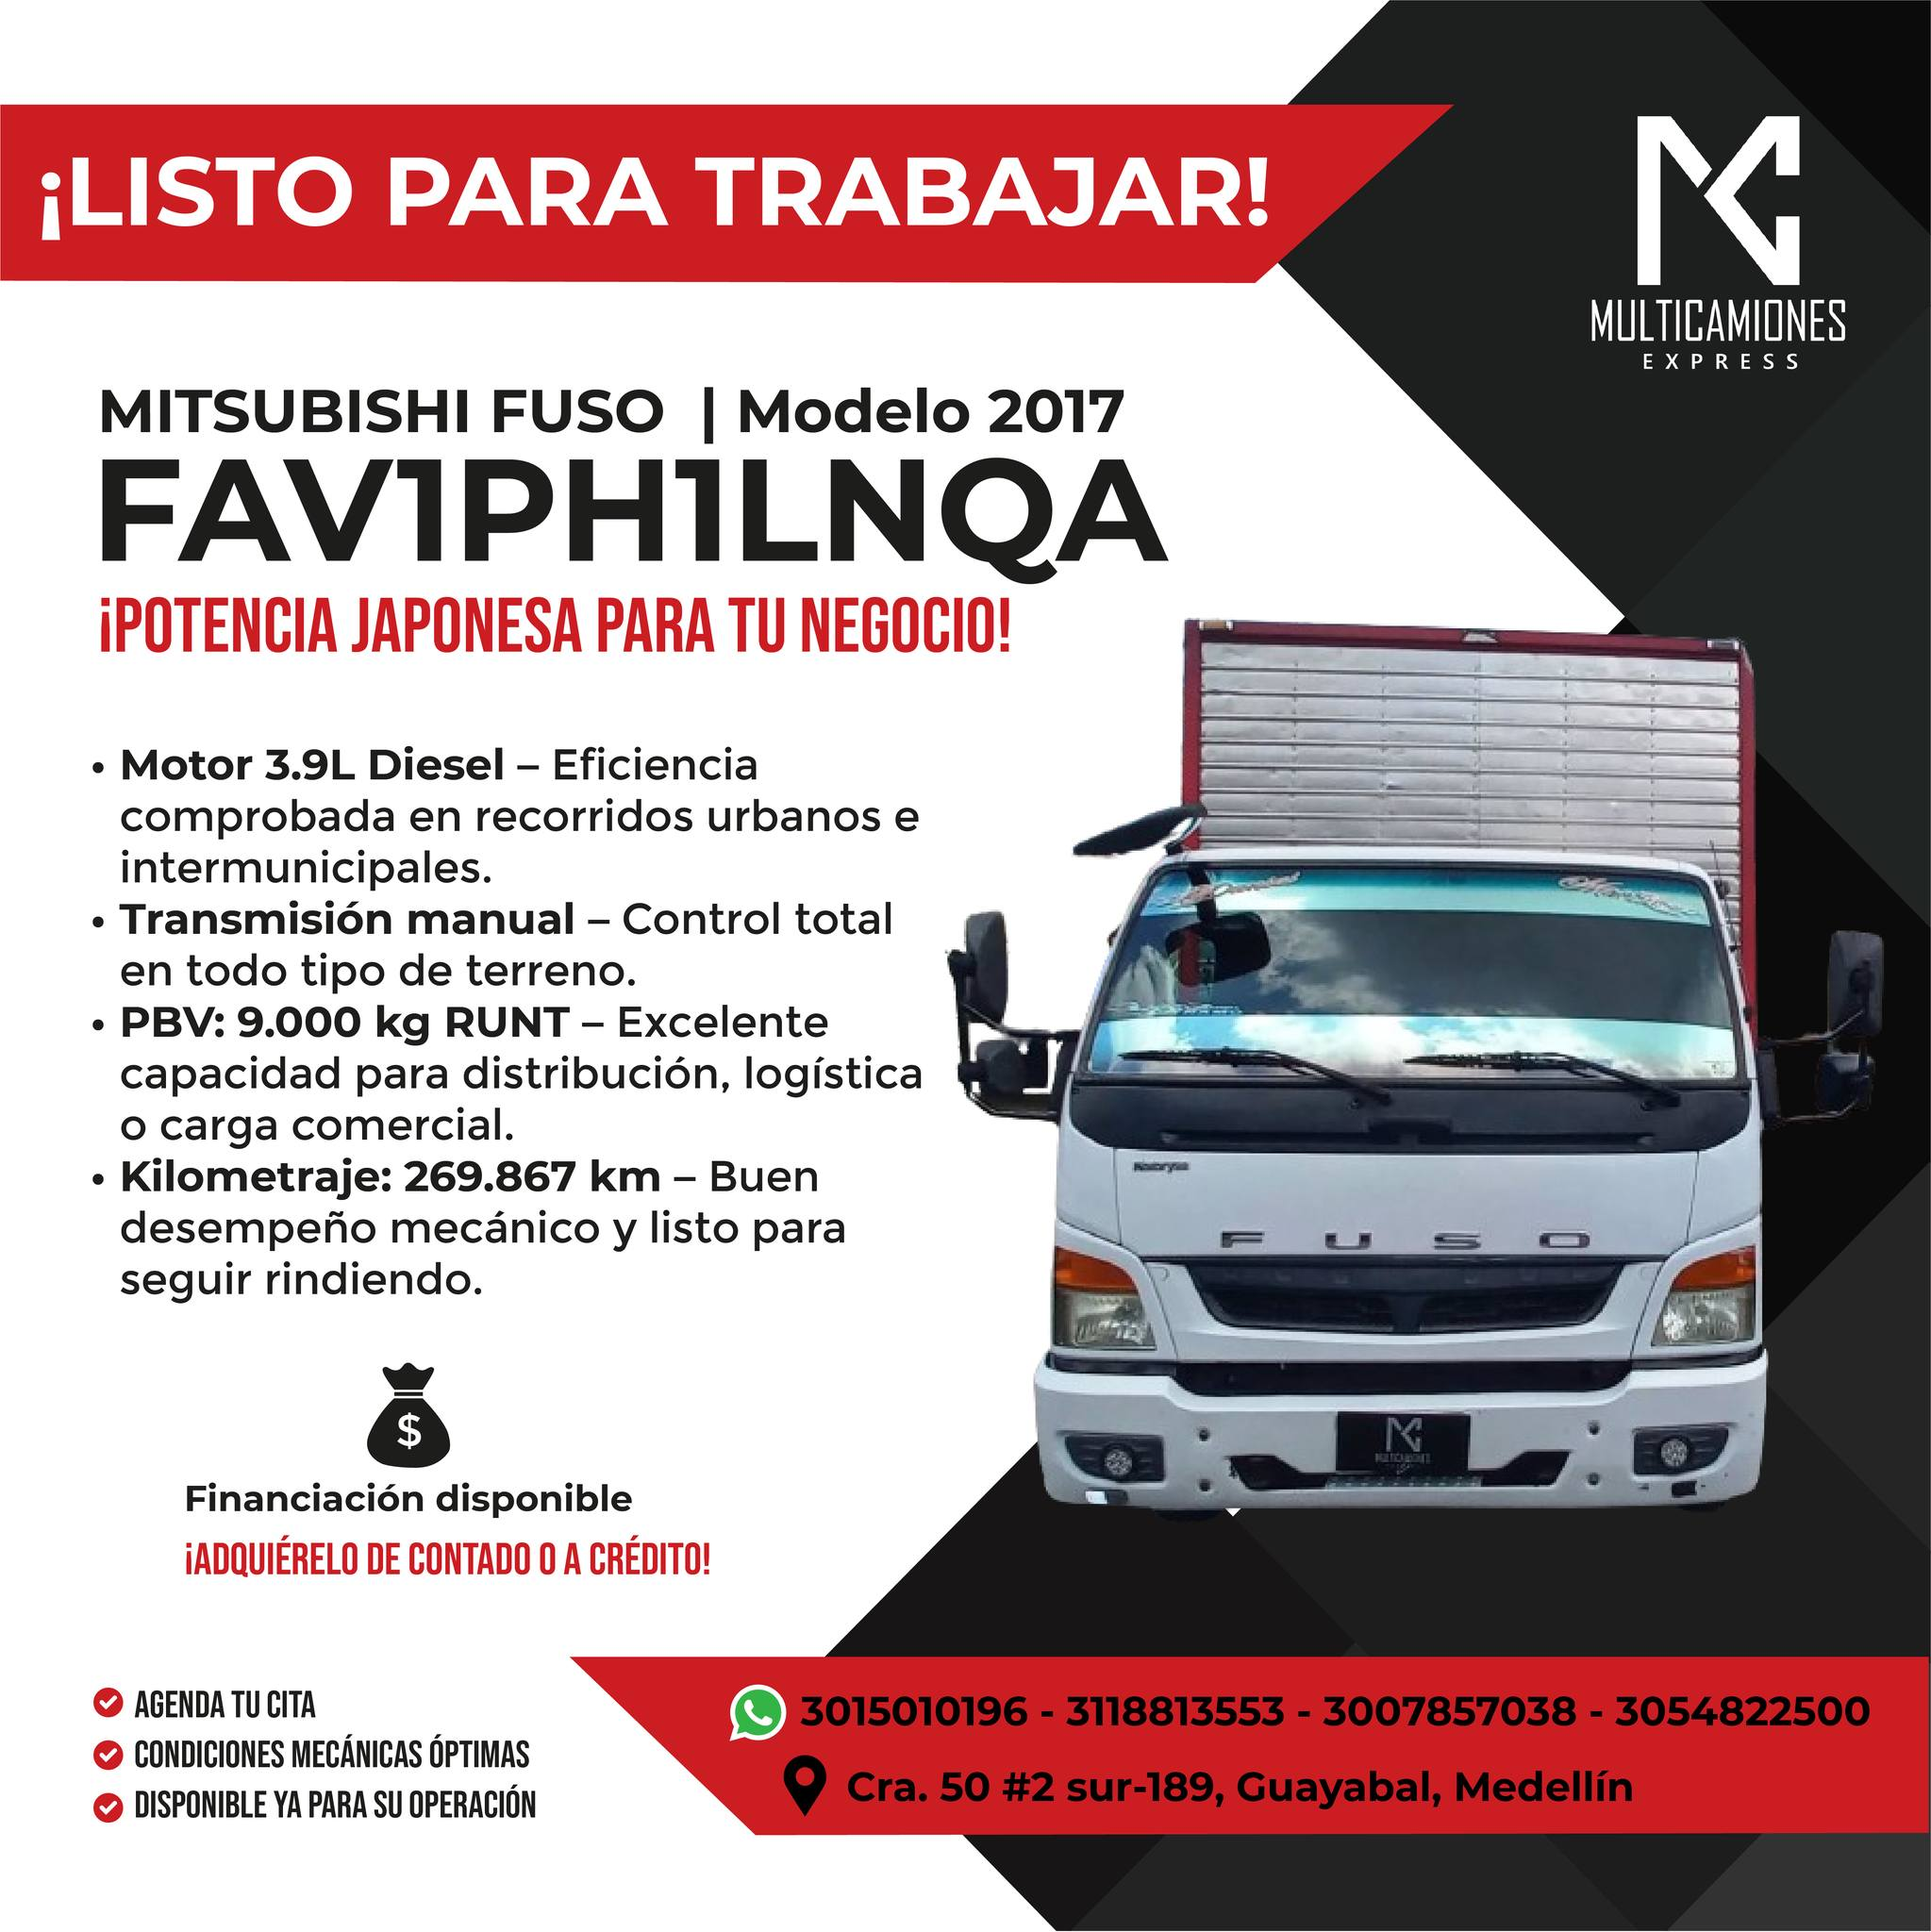 ¡LISTO PARA TRABAJAR!
MULTICAMIONES
EXPRESS
MITSUBISHI FUSO | Modelo 2017
FAV1PH1LNQA
¡POTENCIA JAPONESA PARA TU NEGOCIO!
• Motor 3.9L Diesel – Eficiencia
comprobada en recorridos urbanos e
intermunicipales.
• Transmisión manual – Control total
en todo tipo de terreno.
• PBV: 9.000 kg RUNT – Excelente
capacidad para distribución, logística
o carga comercial.
• Kilometraje: 269.867 km – Buen
desempeño mecánico y listo para
seguir rindiendo.
FUSO
MULTICAMIONES
$
Financiación disponible
¡ADQUIÉRELO DE CONTADO O A CRÉDITO!
AGENDA TU CITA
CONDICIONES MECÁNICAS ÓPTIMAS
DISPONIBLE YA PARA SU OPERACIÓN
3015010196 - 3118813553 - 3007857038 - 3054822500
Cra. 50 #2 sur-189, Guayabal, Medellín